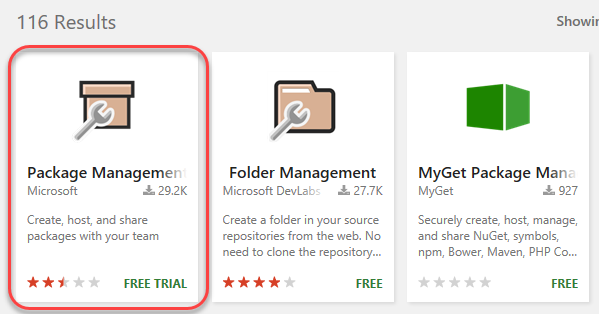 116 Results
Showin
Package Management
Microsoft
29.2K
Create, host, and share
packages with your team
FREE TRIAL
Folder Management
Microsoft DevLabs
27.7K
Create a folder in your source
repositories from the web. No
need to clone the repository...
FREE
MyGet Package Mana
MyGet
927
Securely create, host, manage,
and share NuGet, symbols,
npm, Bower, Maven, PHP Co...
FREE